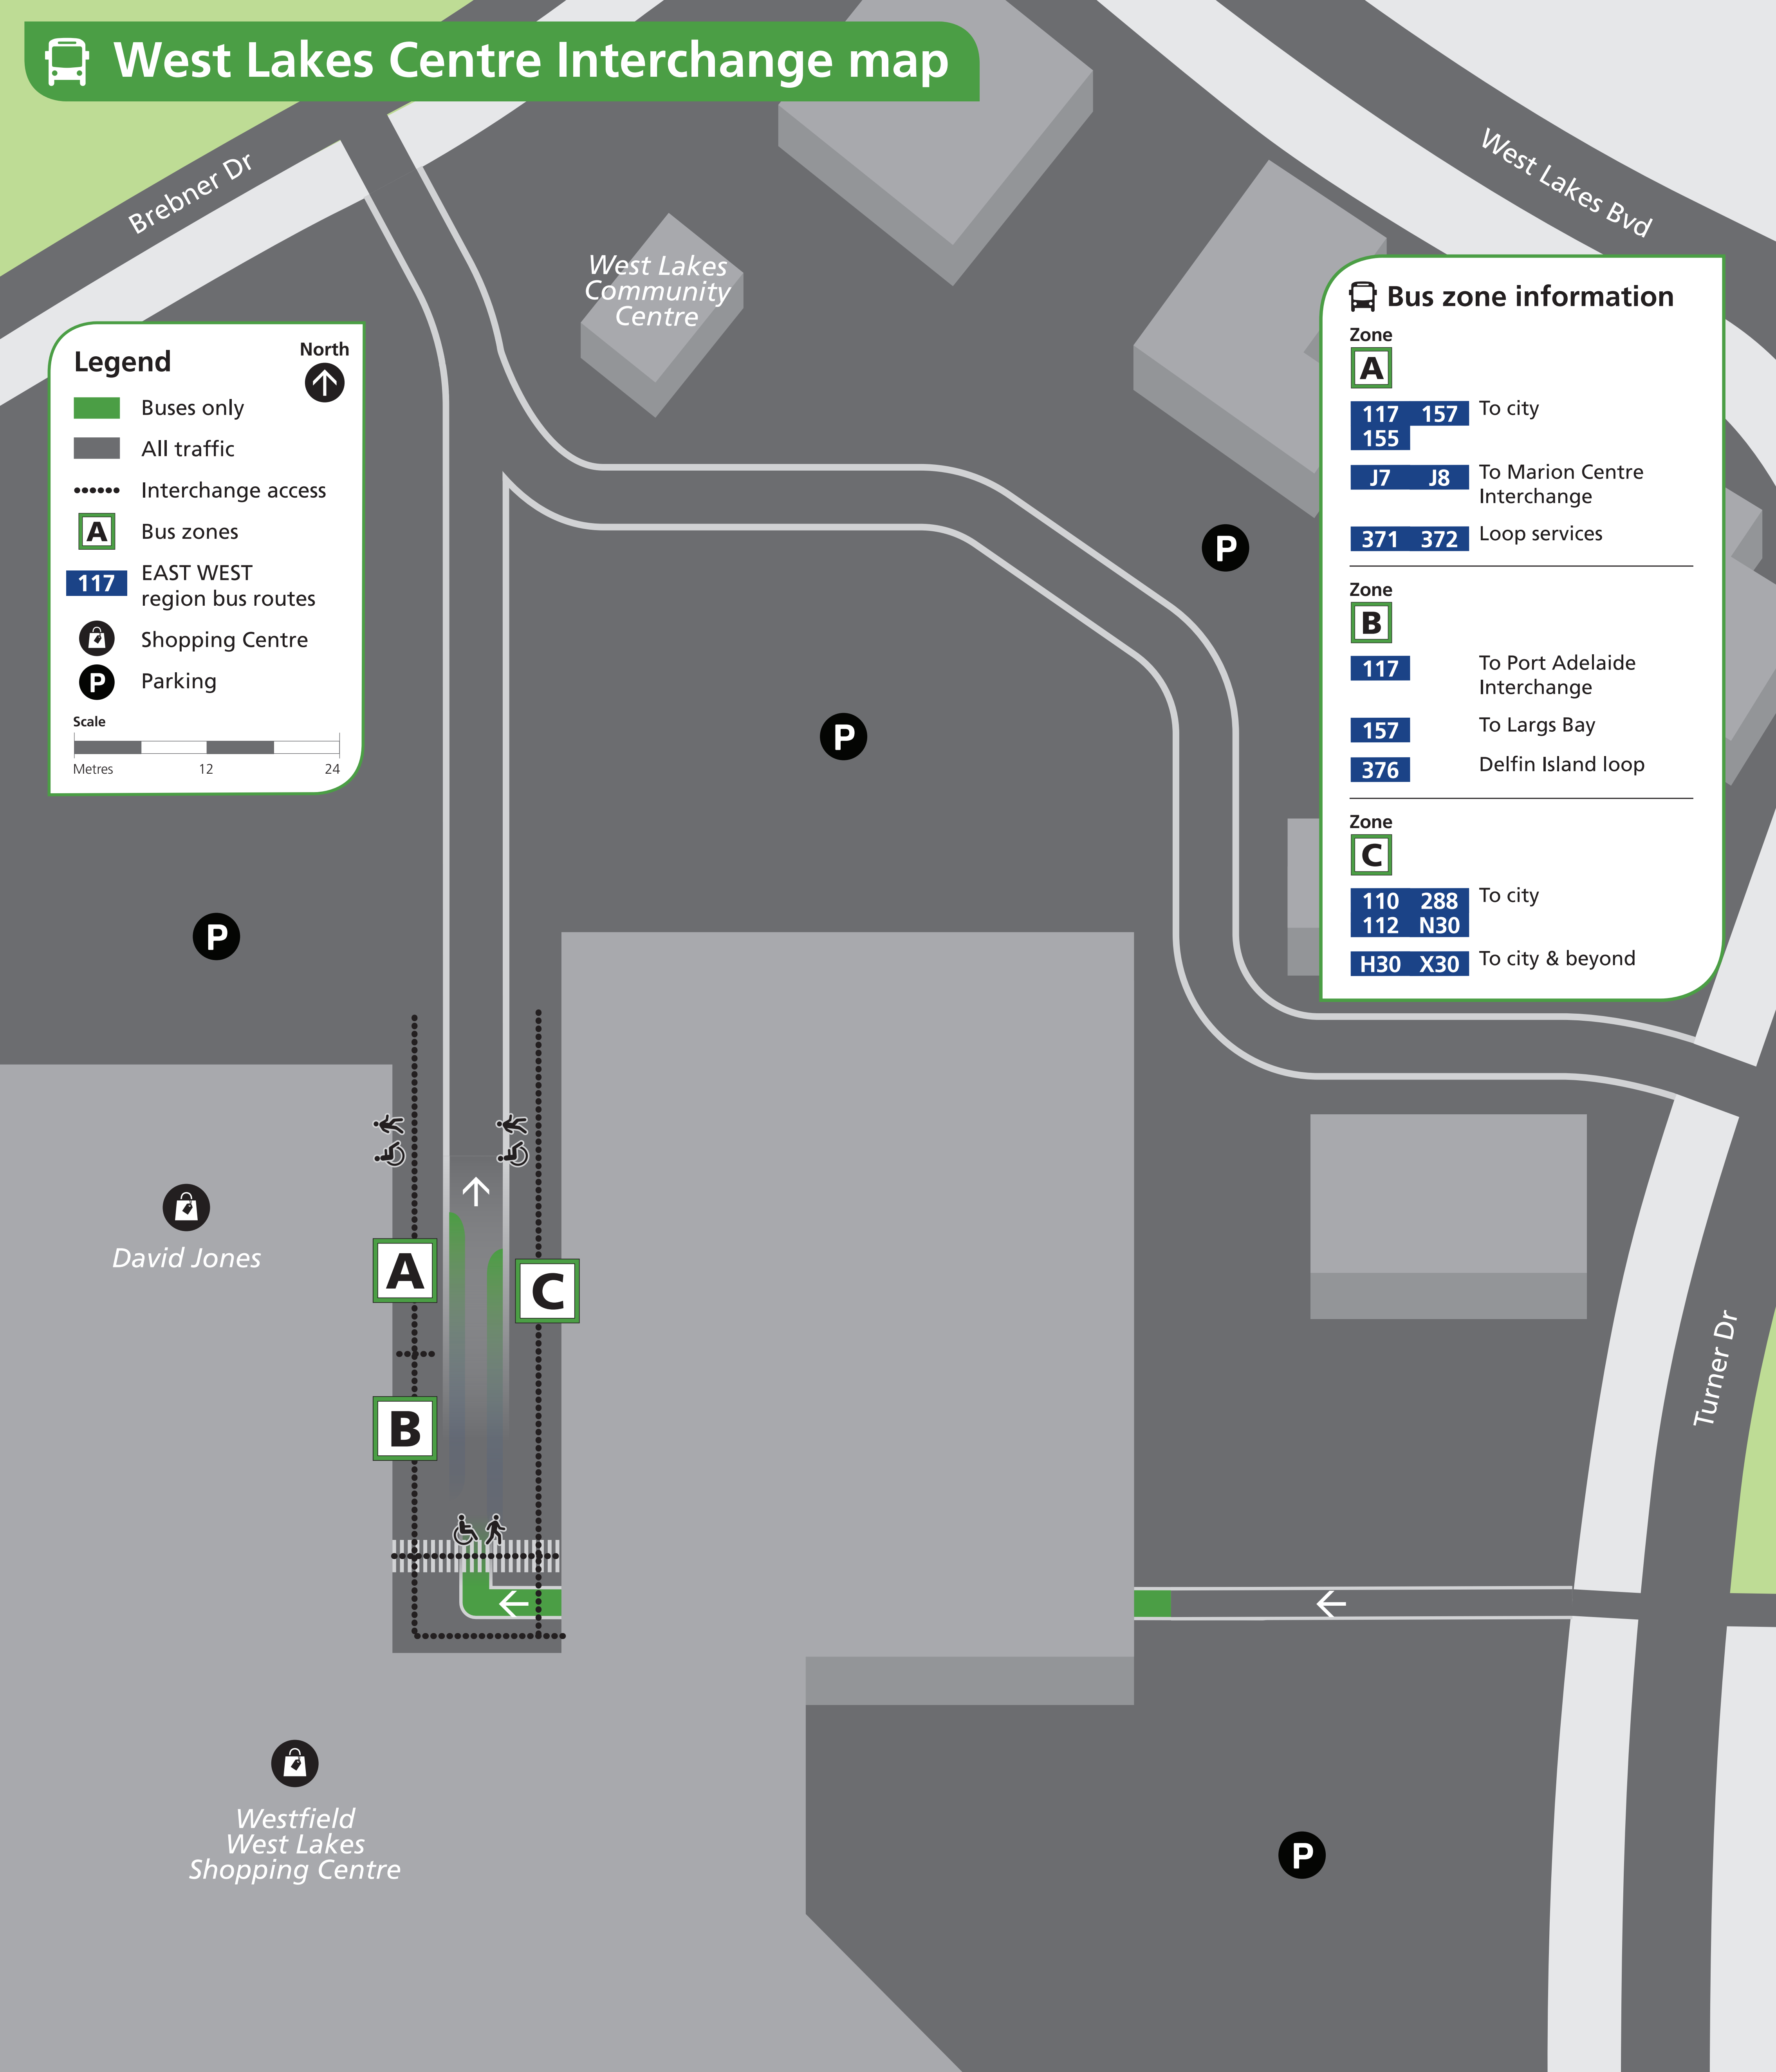 West Lakes Centre Interchange map
Brebner Dr
West Lakes Bvd
West Lakes
Community
Centre
Legend
North
Buses only
All traffic
Interchange access
A Bus zones
117 EAST WEST
region bus routes
Shopping Centre
P Parking
Scale
Metres 12 24
Bus zone information
Zone
A
117 157 To city
155
J7 J8 To Marion Centre
Interchange
371 372 Loop services
Zone
B
117 To Port Adelaide
Interchange
157 To Largs Bay
376 Delfin Island loop
Zone
C
110 288 To city
112 N30
H30 X30 To city & beyond
P
P
P
David Jones
A
C
B
Turner Dr
Westfield
West Lakes
Shopping Centre
P